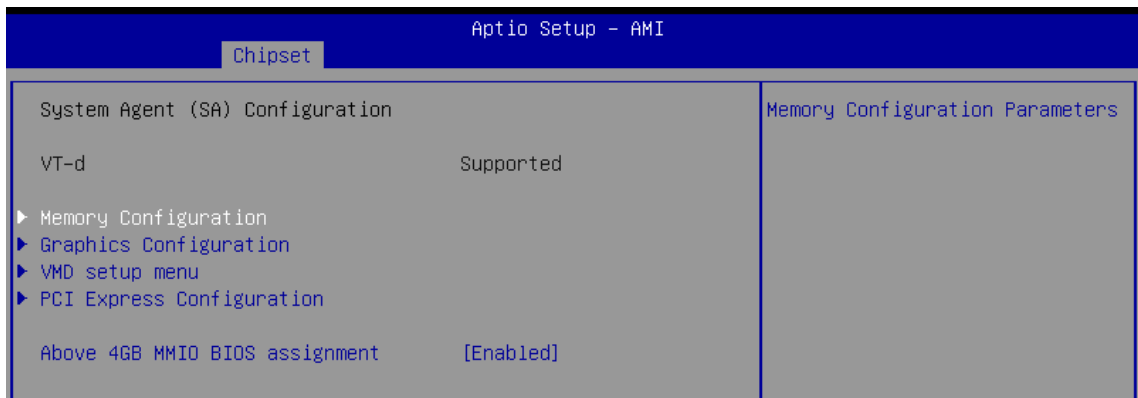 Aptio Setup – AMI
Chipset
System Agent (SA) Configuration
Memory Configuration Parameters
VT-d Supported
Memory Configuration
Graphics Configuration
VMD setup menu
PCI Express Configuration
Above 4GB MMIO BIOS assignment [Enabled]